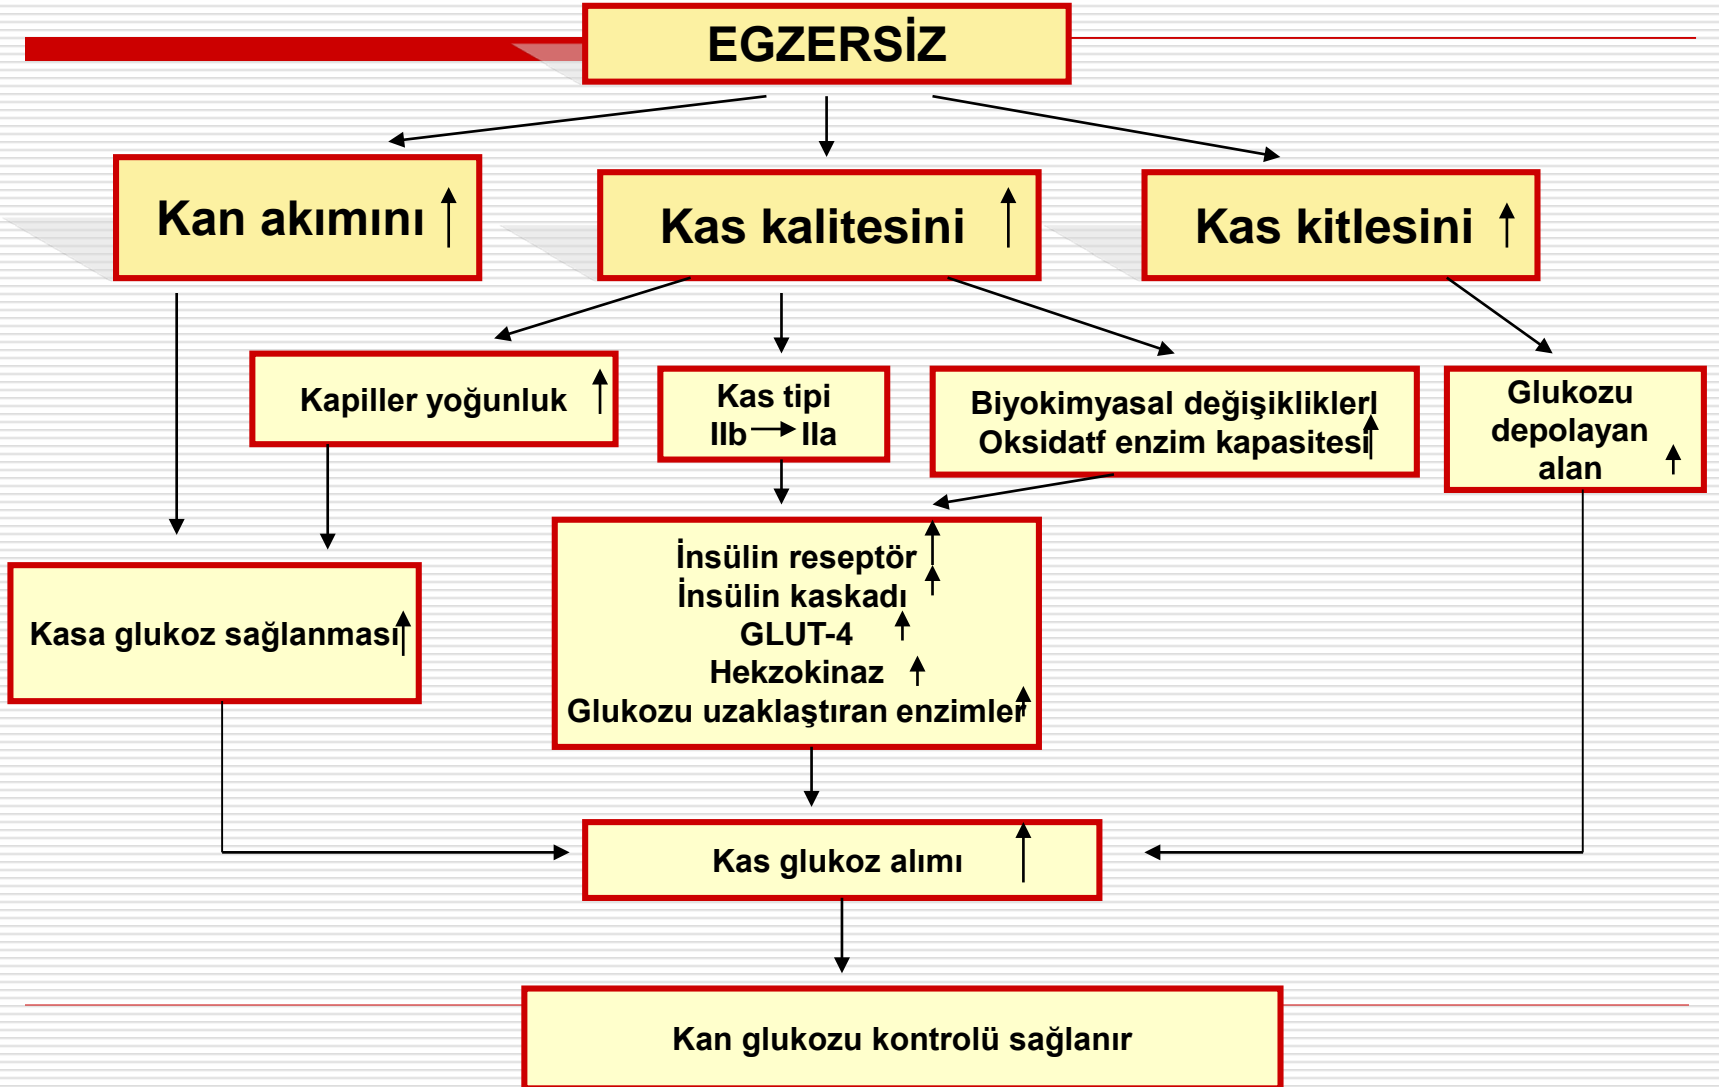 EGZERSİZ
Kan akımını
Kas kalitesini
Kas kitlesini
Kapiller yoğunluk
Kas tipi
IIb IIa
Biyokimyasal değişiklikleri
Oksidatf enzim kapasitesi
Glukozu
depolayan
alan
Kasa glukoz sağlanması
İnsülin reseptör
İnsülin kaskadı
GLUT-4
Hekzokinaz
Glukozu uzaklaştıran enzimler
Kas glukoz alımı
Kan glukozu kontrolü sağlanır